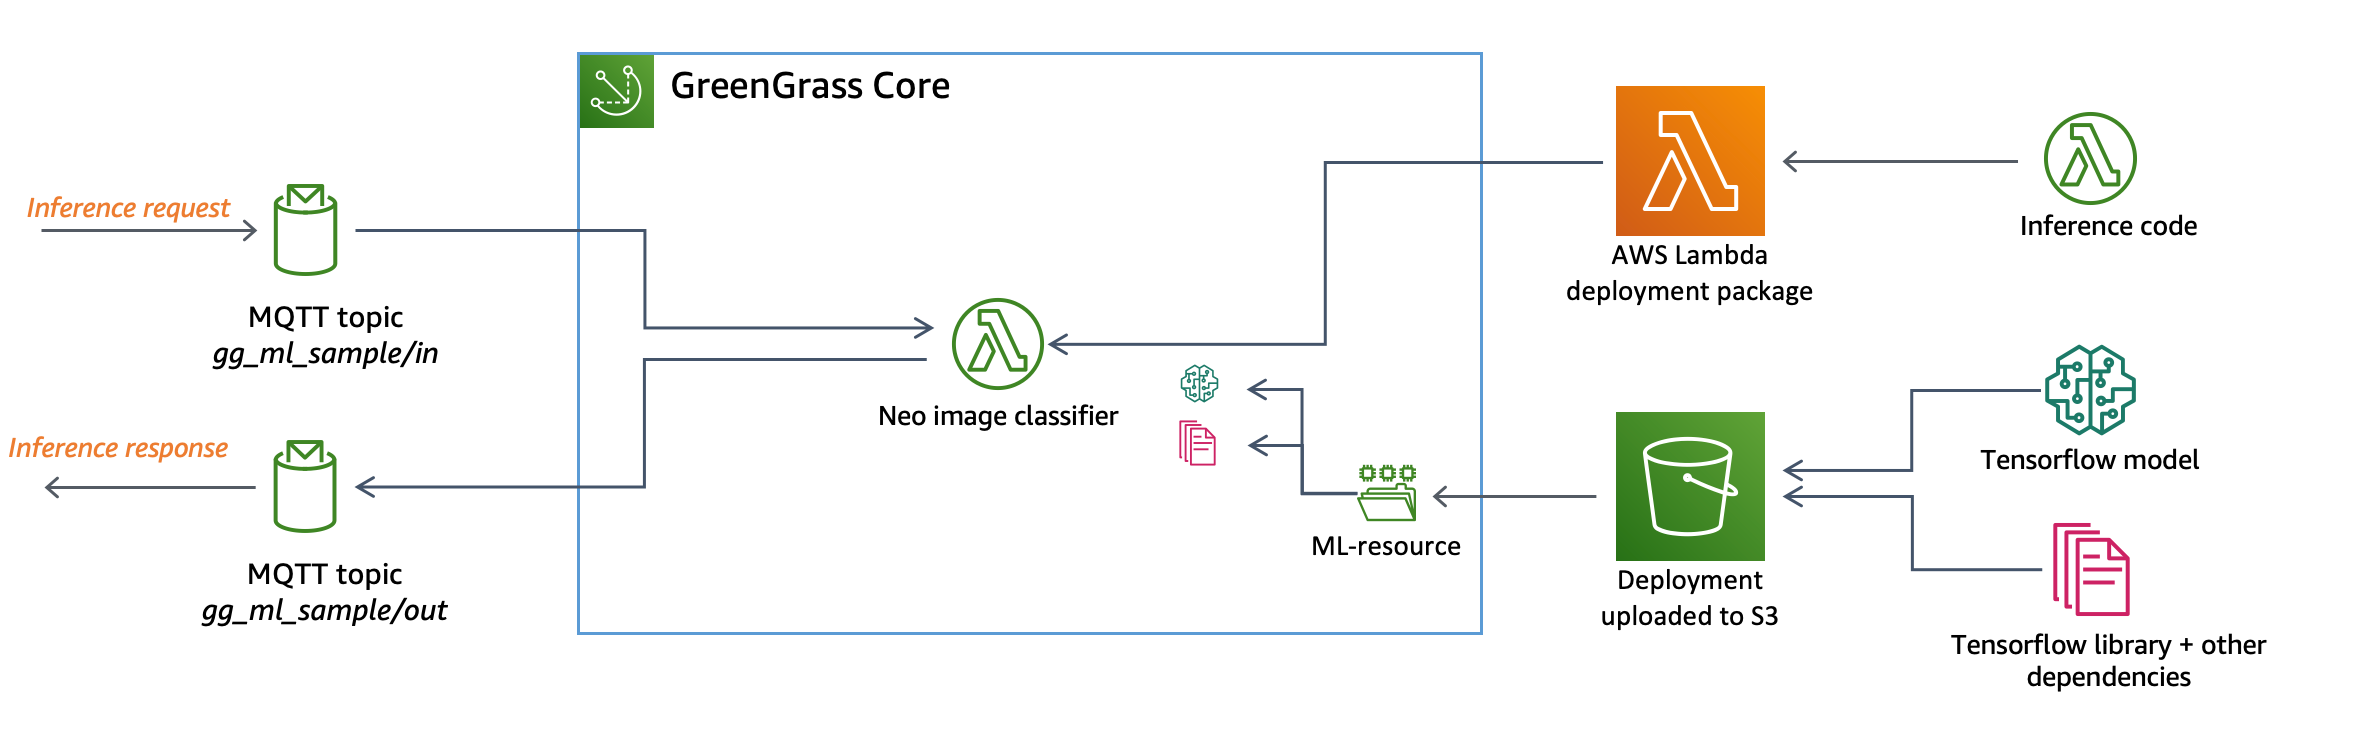 GreenGrass Core
Inference request
MQTT topic
gg_ml_sample/in
Inference response
MQTT topic
gg_ml_sample/out
Neo image classifier
ML-resource
AWS Lambda
deployment package
Inference code
Deployment
uploaded to S3
Tensorflow model
Tensorflow library + other
dependencies